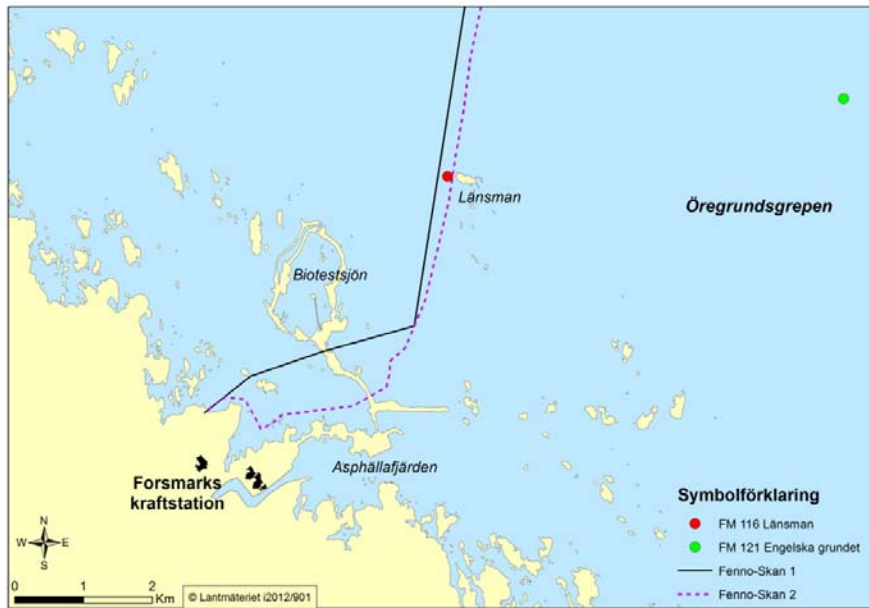 Länsman
Öregrundsgrepen
Biotestsjön
Asphällafjärden
Forsmarks
kraftstation
Symbolförklaring
FM 116 Länsman
FM 121 Engelska grundet
Fenno-Skan 1
Fenno-Skan 2
N
W E
S
0 1 2
Km
© Lantmäteriet i2012/901